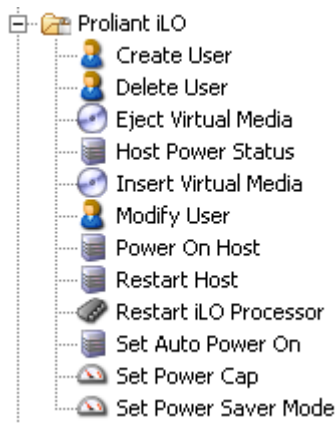 Proliant iLO
Create User
Delete User
Eject Virtual Media
Host Power Status
Insert Virtual Media
Modify User
Power On Host
Restart Host
Restart iLO Processor
Set Auto Power On
Set Power Cap
Set Power Saver Mode